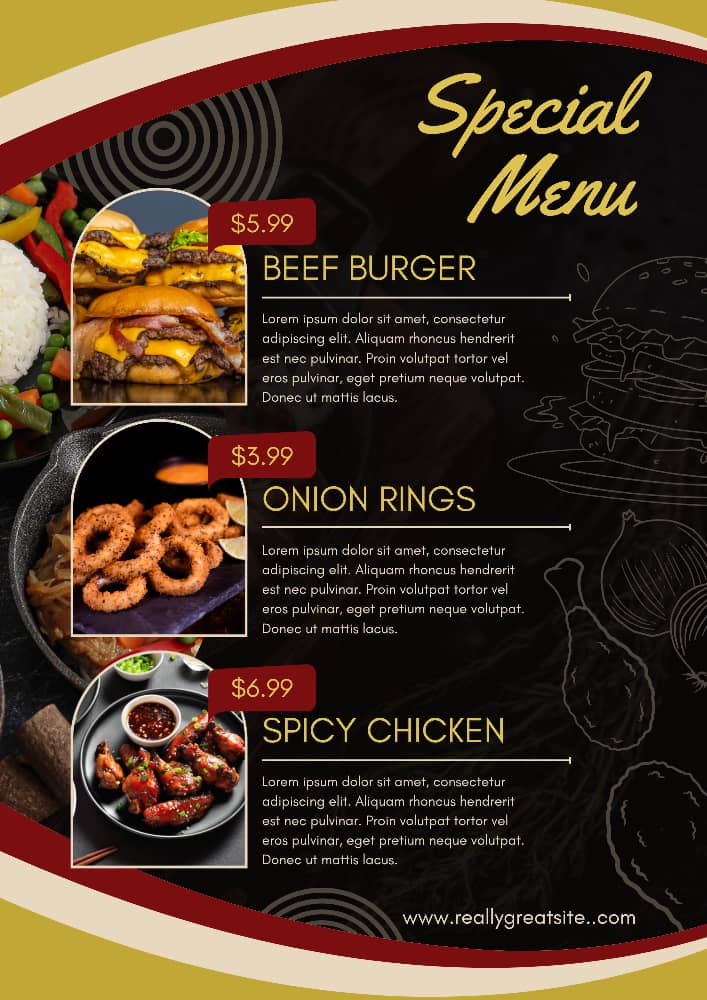 Special
Menu
$5.99
BEEF BURGER
Lorem ipsum dolor sit amet, consectetur
adipiscing elit. Aliquam rhoncus hendrerit
est nec pulvinar. Proin volutpat tortor vel
eros pulvinar, eget pretium neque volutpat.
Donec ut mattis lacus.
$3.99
ONION RINGS
Lorem ipsum dolor sit amet, consectetur
adipiscing elit. Aliquam rhoncus hendrerit
est nec pulvinar. Proin volutpat tortor vel
eros pulvinar, eget pretium neque volutpat.
Donec ut mattis lacus.
$6.99
SPICY CHICKEN
Lorem ipsum dolor sit amet, consectetur
adipiscing elit. Aliquam rhoncus hendrerit
est nec pulvinar. Proin volutpat tortor vel
eros pulvinar, eget pretium neque volutpat.
Donec ut mattis lacus.
www.reallygreatsite..com